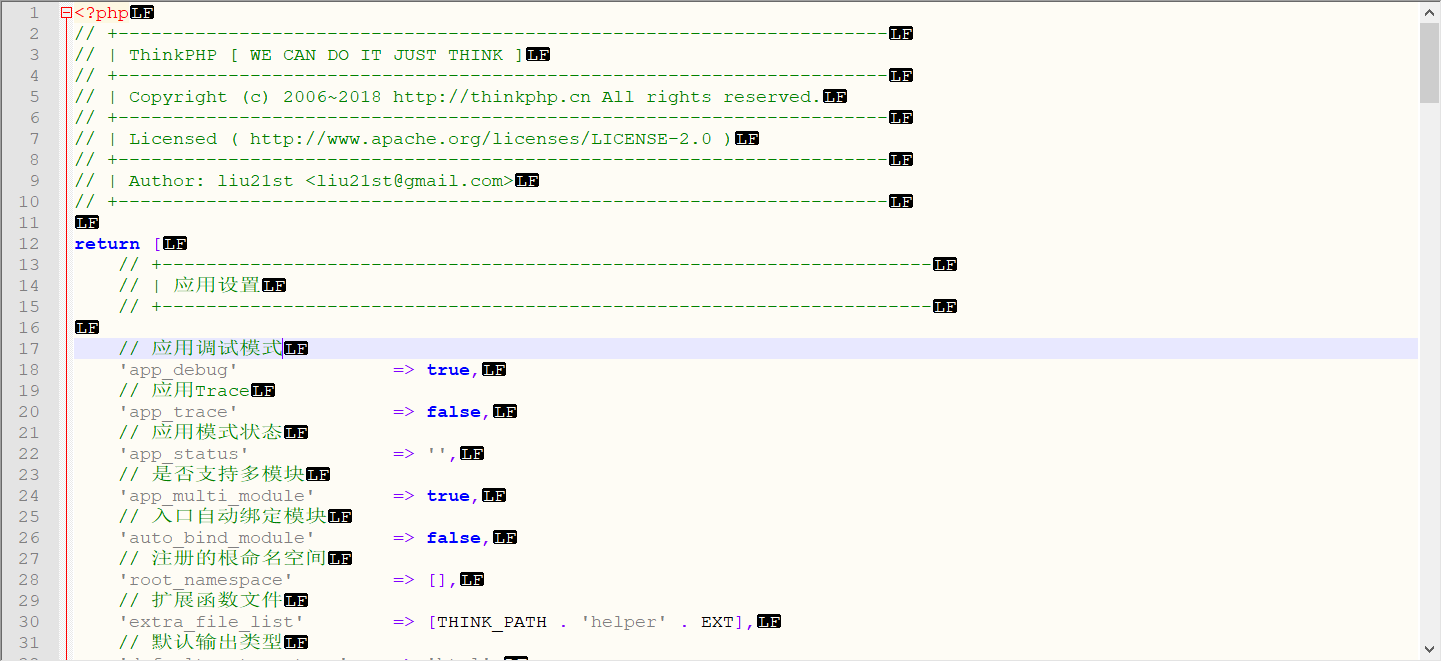 1 <?phpLF
2 // +----------------------------------------------------------------------LF
3 // | ThinkPHP [ WE CAN DO IT JUST THINK ]LF
4 // +----------------------------------------------------------------------LF
5 // | Copyright (c) 2006~2018 http://thinkphp.cn All rights reserved.LF
6 // +----------------------------------------------------------------------LF
7 // | Licensed ( http://www.apache.org/licenses/LICENSE-2.0 )LF
8 // +----------------------------------------------------------------------LF
9 // | Author: liu21st <liu21st@gmail.com>LF
10 // +----------------------------------------------------------------------LF
11 LF
12 return [LF
13     // +----------------------------------------------------------------------LF
14     // | 应用设置LF
15     // +----------------------------------------------------------------------LF
16 LF
17     // 应用调试模式LF
18     'app_debug'              => true,LF
19     // 应用TraceLF
20     'app_trace'              => false,LF
21     // 应用模式状态LF
22     'app_status'             => '',LF
23     // 是否支持多模块LF
24     'app_multi_module'       => true,LF
25     // 入口自动绑定模块LF
26     'auto_bind_module'       => false,LF
27     // 注册的根命名空间LF
28     'root_namespace'         => [],LF
29     // 扩展函数文件LF
30     'extra_file_list'        => [THINK_PATH . 'helper' . EXT],LF
31     // 默认输出类型LF